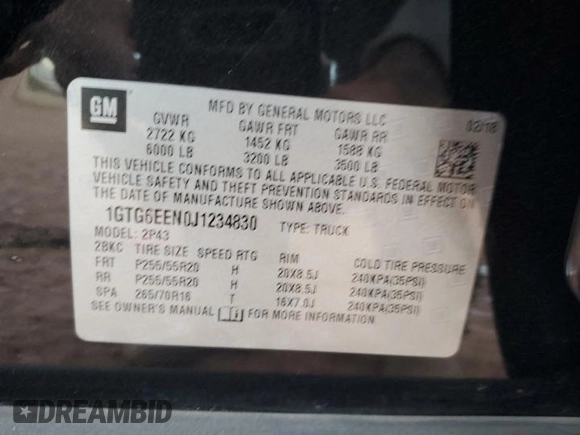 GM
MFD BY GENERAL MOTORS LLC 02/18
GVWR GAWR FRT GAWR RR
2722 KG 1452 KG 1588 KG
6000 LB 3200 LB 3500 LB
THIS VEHICLE CONFORMS TO ALL APPLICABLE U.S. FEDERAL MOTOR
VEHICLE SAFETY AND THEFT PREVENTION STANDARDS IN EFFECT ON
THE DATE OF MANUFACTURE SHOWN ABOVE.
1GTG6EEN0J1234830 TYPE: TRUCK
MODEL: 2P43
2BKC TIRE SIZE SPEED RTG RIM COLD TIRE PRESSURE
FRT P255/55R20 H 20X8.5J 240KPA(35PSI)
RR P255/55R20 H 20X8.5J 240KPA(35PSI)
SPA 265/70R16 T 16X7.0J 240KPA(35PSI)
SEE OWNER'S MANUAL FOR MORE INFORMATION.
DREAMBID